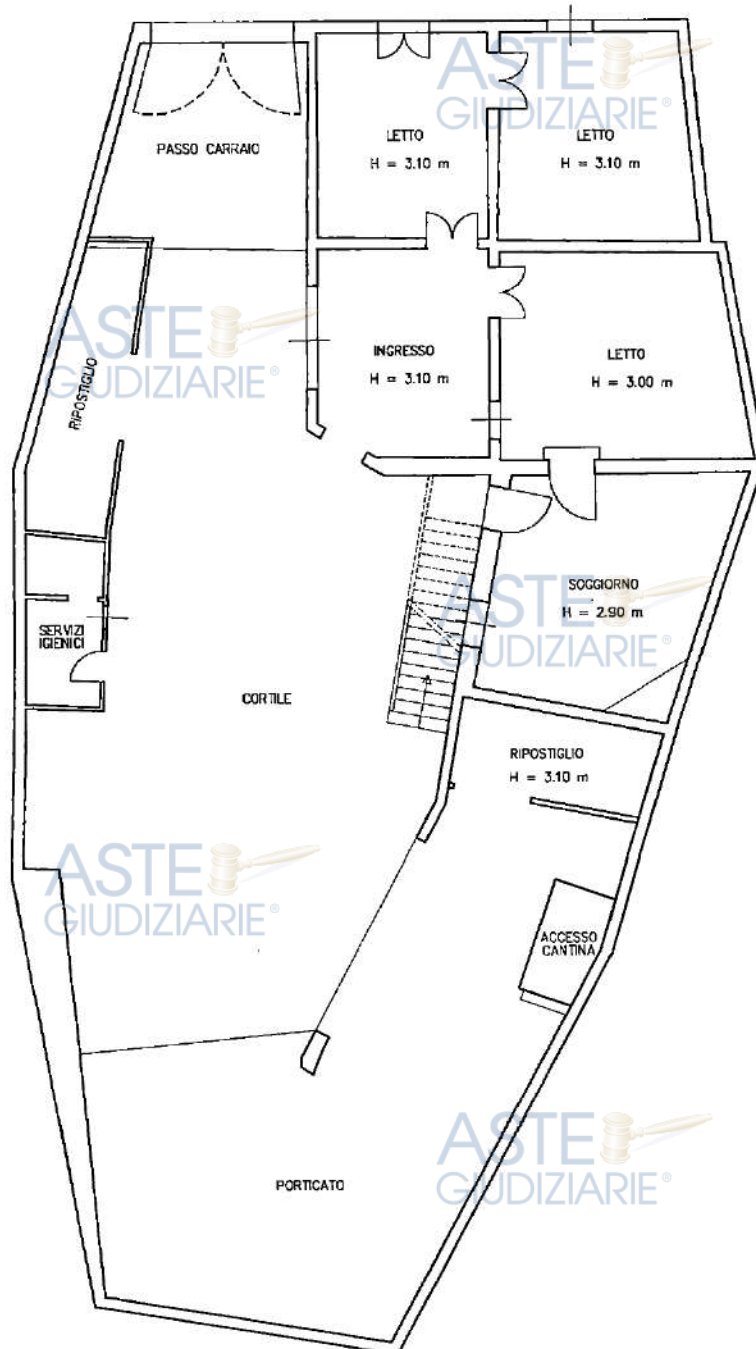 ASTE
GIUDIZIARIE®
LETTO
H = 3.10 m
LETTO
H = 3.10 m
PASSO CARRAIO
ASTE
GIUDIZIARIE®
RIPOSTIGLIO
INGRESSO
H = 3.10 m
LETTO
H = 3.00 m
ASTE
GIUDIZIARIE®
SOGGIORNO
H = 2.90 m
SERVIZI
IGIENICI
CORTILE
RIPOSTIGLIO
H = 3.10 m
ASTE
GIUDIZIARIE®
ACCESSO
CANTINA
ASTE
GIUDIZIARIE®
PORTICATO